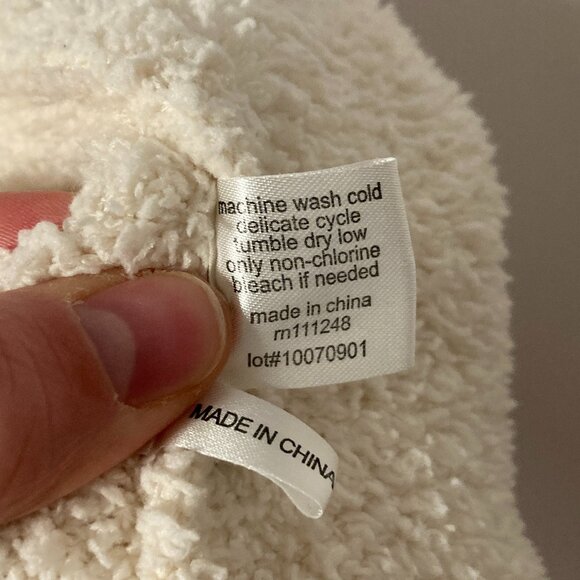 machine wash cold
delicate cycle
tumble dry low
only non-chlorine
bleach if needed
made in china
rn111248
lot#10070901
MADE IN CHINA